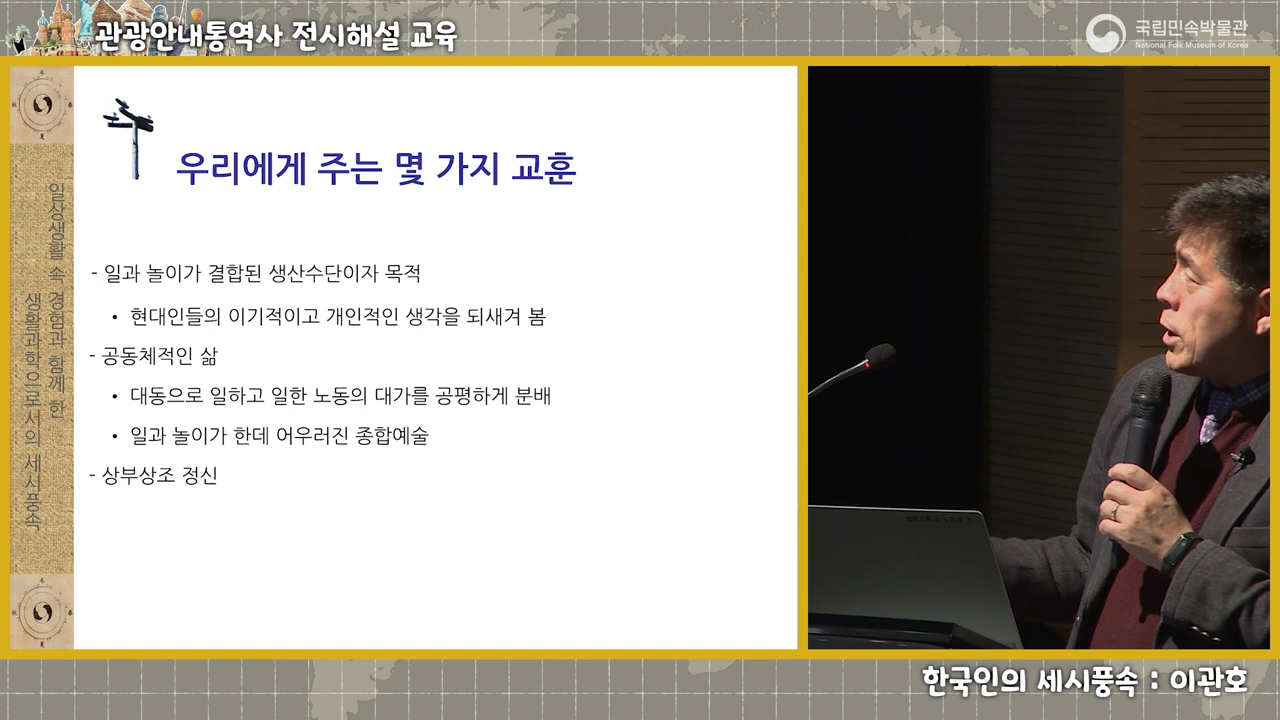 관광안내통역사 전시해설 교육
국립민속박물관
National Folk Museum of Korea
일상생활 속 경험과 함께 한
생활과학으로서의 세시풍속
우리에게 주는 몇 가지 교훈
- 일과 놀이가 결합된 생산수단이자 목적
• 현대인들의 이기적이고 개인적인 생각을 되새겨 봄
- 공동체적인 삶
• 대동으로 일하고 일한 노동의 대가를 공평하게 분배
• 일과 놀이가 한데 어우러진 종합예술
- 상부상조 정신
한국인의 세시풍속 : 이관호